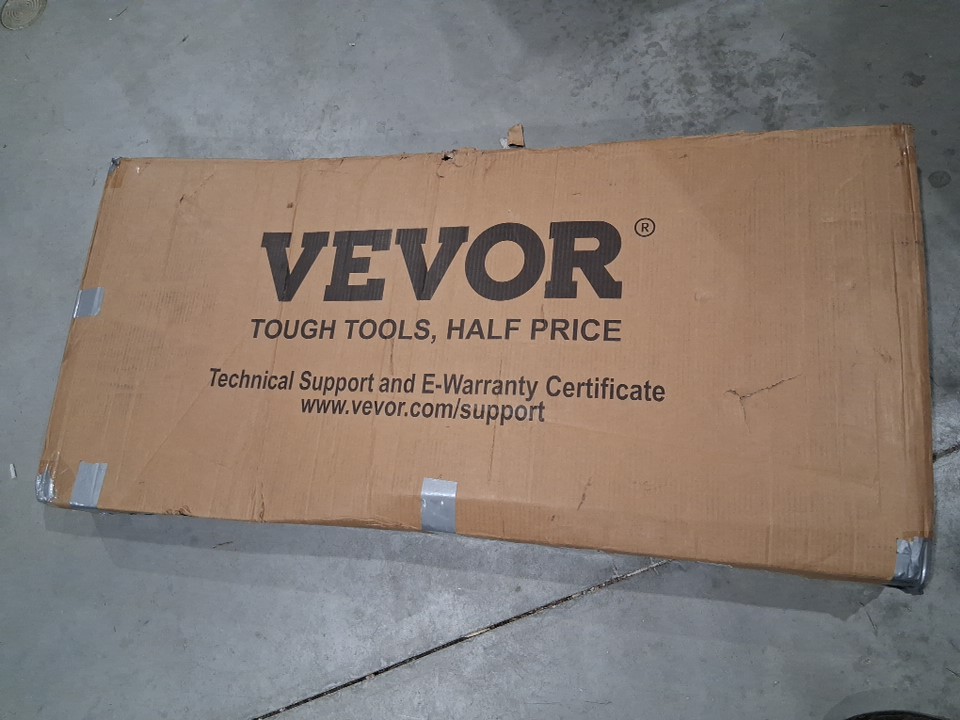 VEVOR®
TOUGH TOOLS, HALF PRICE
Technical Support and E-Warranty Certificate
www.vevor.com/support